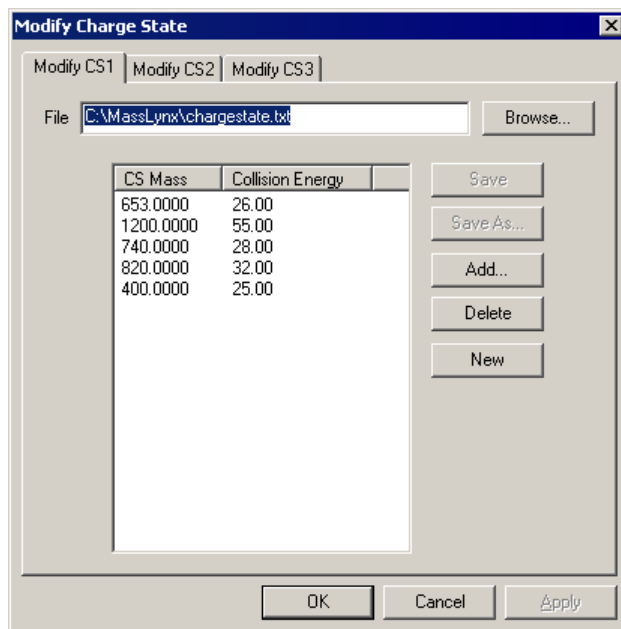 Modify Charge State
Modify CS1 Modify CS2 Modify CS3
File C:\MassLynx\chargestate.txt Browse...
CS Mass Collision Energy
653.0000 26.00
1200.0000 55.00
740.0000 28.00
820.0000 32.00
400.0000 25.00
Save
Save As...
Add...
Delete
New
OK Cancel Apply